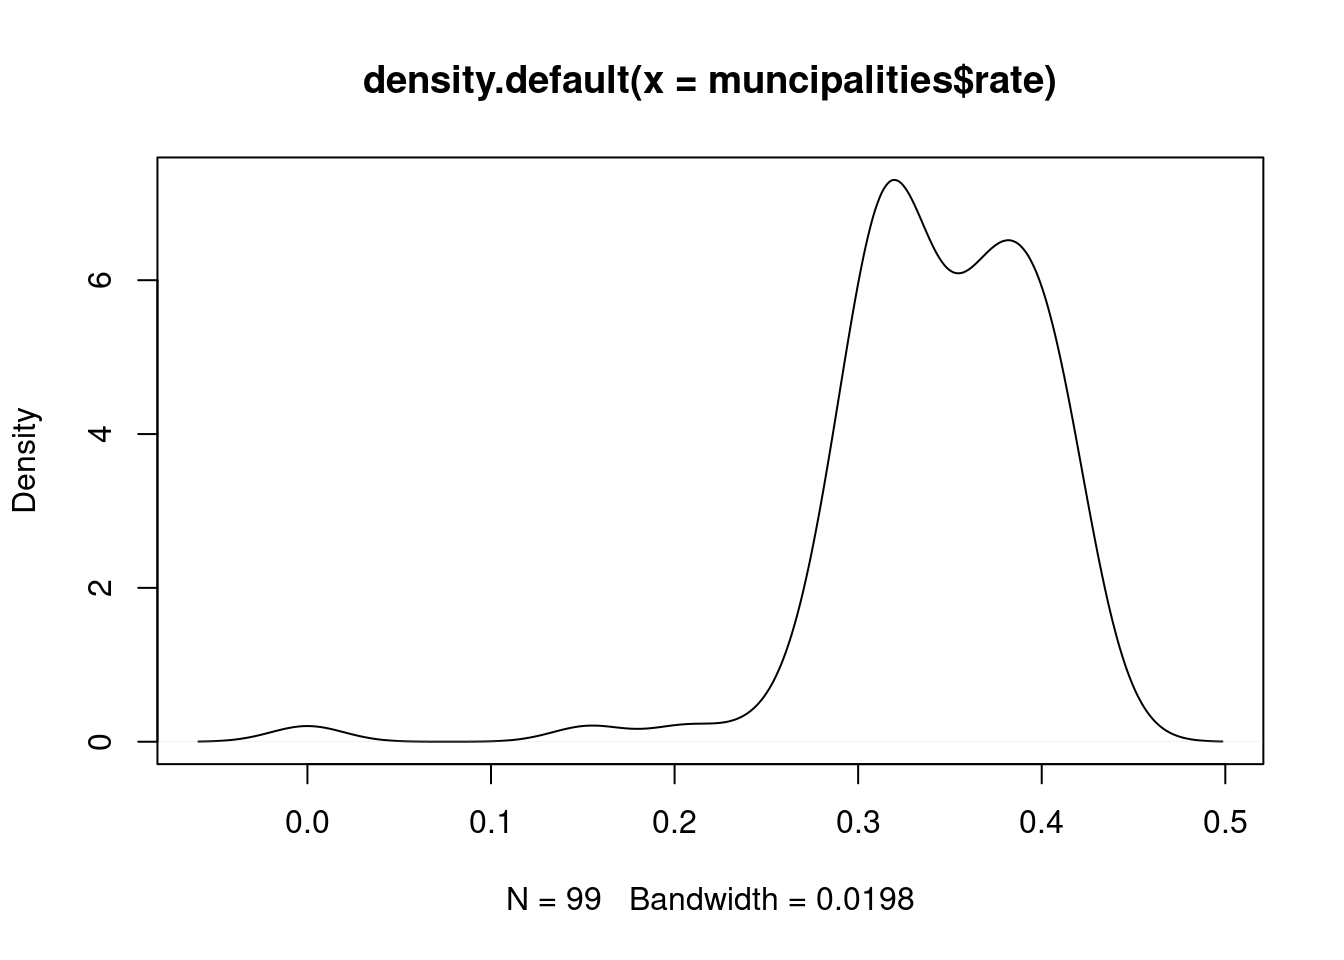 density.default(x = muncipalities$rate)
Density
6
4
2
0
0.0 0.1 0.2 0.3 0.4 0.5
N = 99 Bandwidth = 0.0198